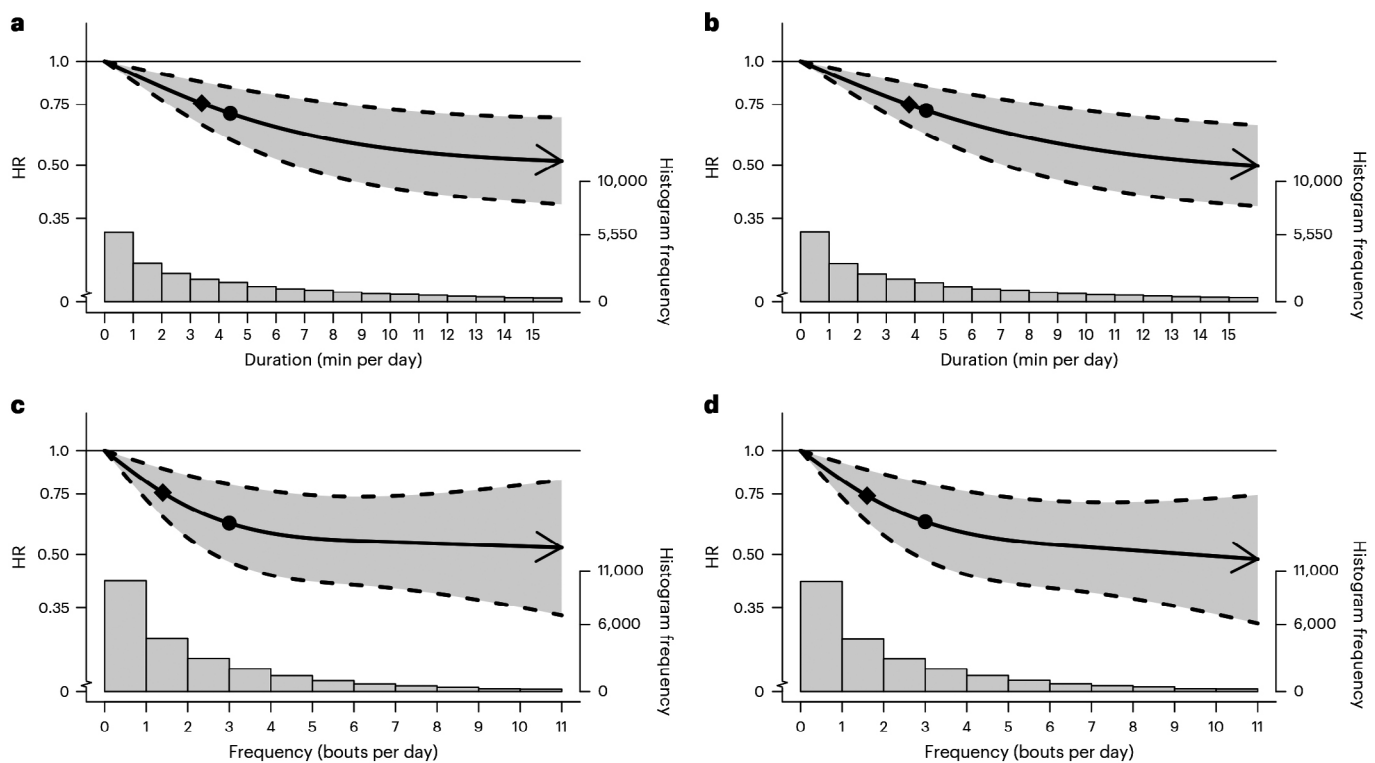 a
1.0
0.75
0.50
0.35
0
HR
10,000
5,550
0
Histogram frequency
0 1 2 3 4 5 6 7 8 9 10 11 12 13 14 15
Duration (min per day)
b
1.0
0.75
0.50
0.35
0
HR
10,000
5,550
0
Histogram frequency
0 1 2 3 4 5 6 7 8 9 10 11 12 13 14 15
Duration (min per day)
c
1.0
0.75
0.50
0.35
0
HR
11,000
6,000
0
Histogram frequency
0 1 2 3 4 5 6 7 8 9 10 11
Frequency (bouts per day)
d
1.0
0.75
0.50
0.35
0
HR
11,000
6,000
0
Histogram frequency
0 1 2 3 4 5 6 7 8 9 10 11
Frequency (bouts per day)